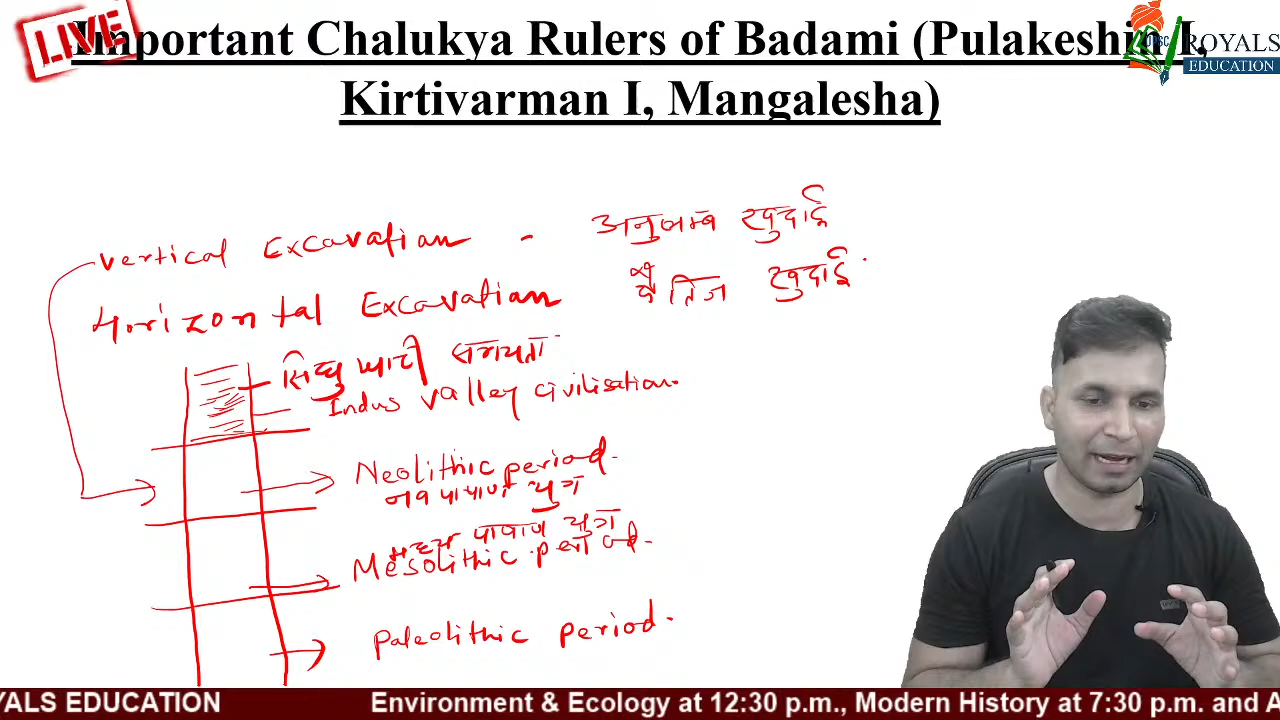 LIVE
Important Chalukya Rulers of Badami (Pulakeshin I,
Kirtivarman I, Mangalesha)
ROYALS
EDUCATION
Vertical Excavation - अनुलम्ब खुदाई
Horizontal Excavation क्षैतिज खुदाई
सिन्धु घाटी सभ्यता
Indus valley civilisation.
Neolithic period.
नव पाषाण युग
मध्य पाषाण युग
Mesolithic period.
Paleolithic period.
YALS EDUCATION Environment & Ecology at 12:30 p.m., Modern History at 7:30 p.m. and A